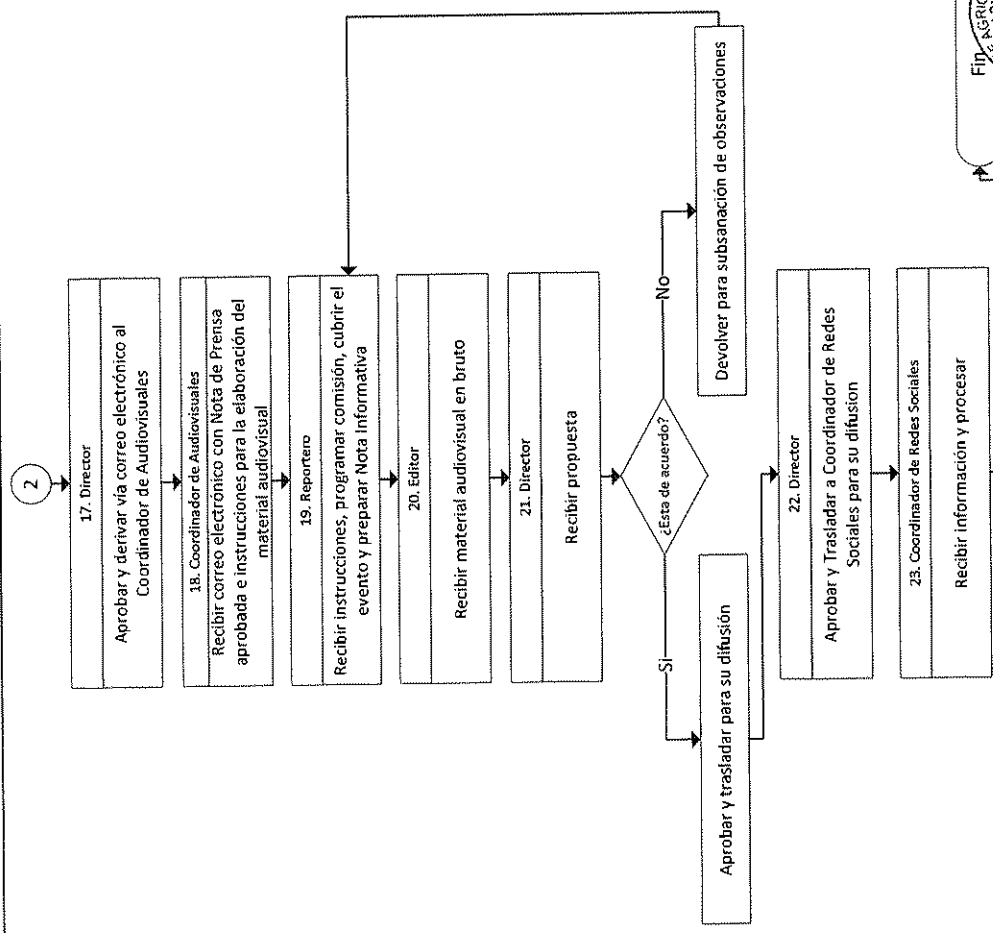 2
17. Director
Aprobar y derivar vía correo electrónico al
Coordinador de Audiovisuales
18. Coordinador de Audiovisuales
Recibir correo electrónico con Nota de Prensa
aprobada e instrucciones para la elaboración del
material audiovisual
19. Reportero
Recibir instrucciones, programar comisión, cubrir el
evento y preparar Nota Informativa
20. Editor
Recibir material audiovisual en bruto
21. Director
Recibir propuesta
¿Esta de acuerdo?
Si
No
Aprobar y trasladar para su difusión
Devolver para subsanación de observaciones
22. Director
Aprobar y Trasladar a Coordinador de Redes
Sociales para su difusion
23. Coordinador de Redes Sociales
Recibir información y procesar
Fin